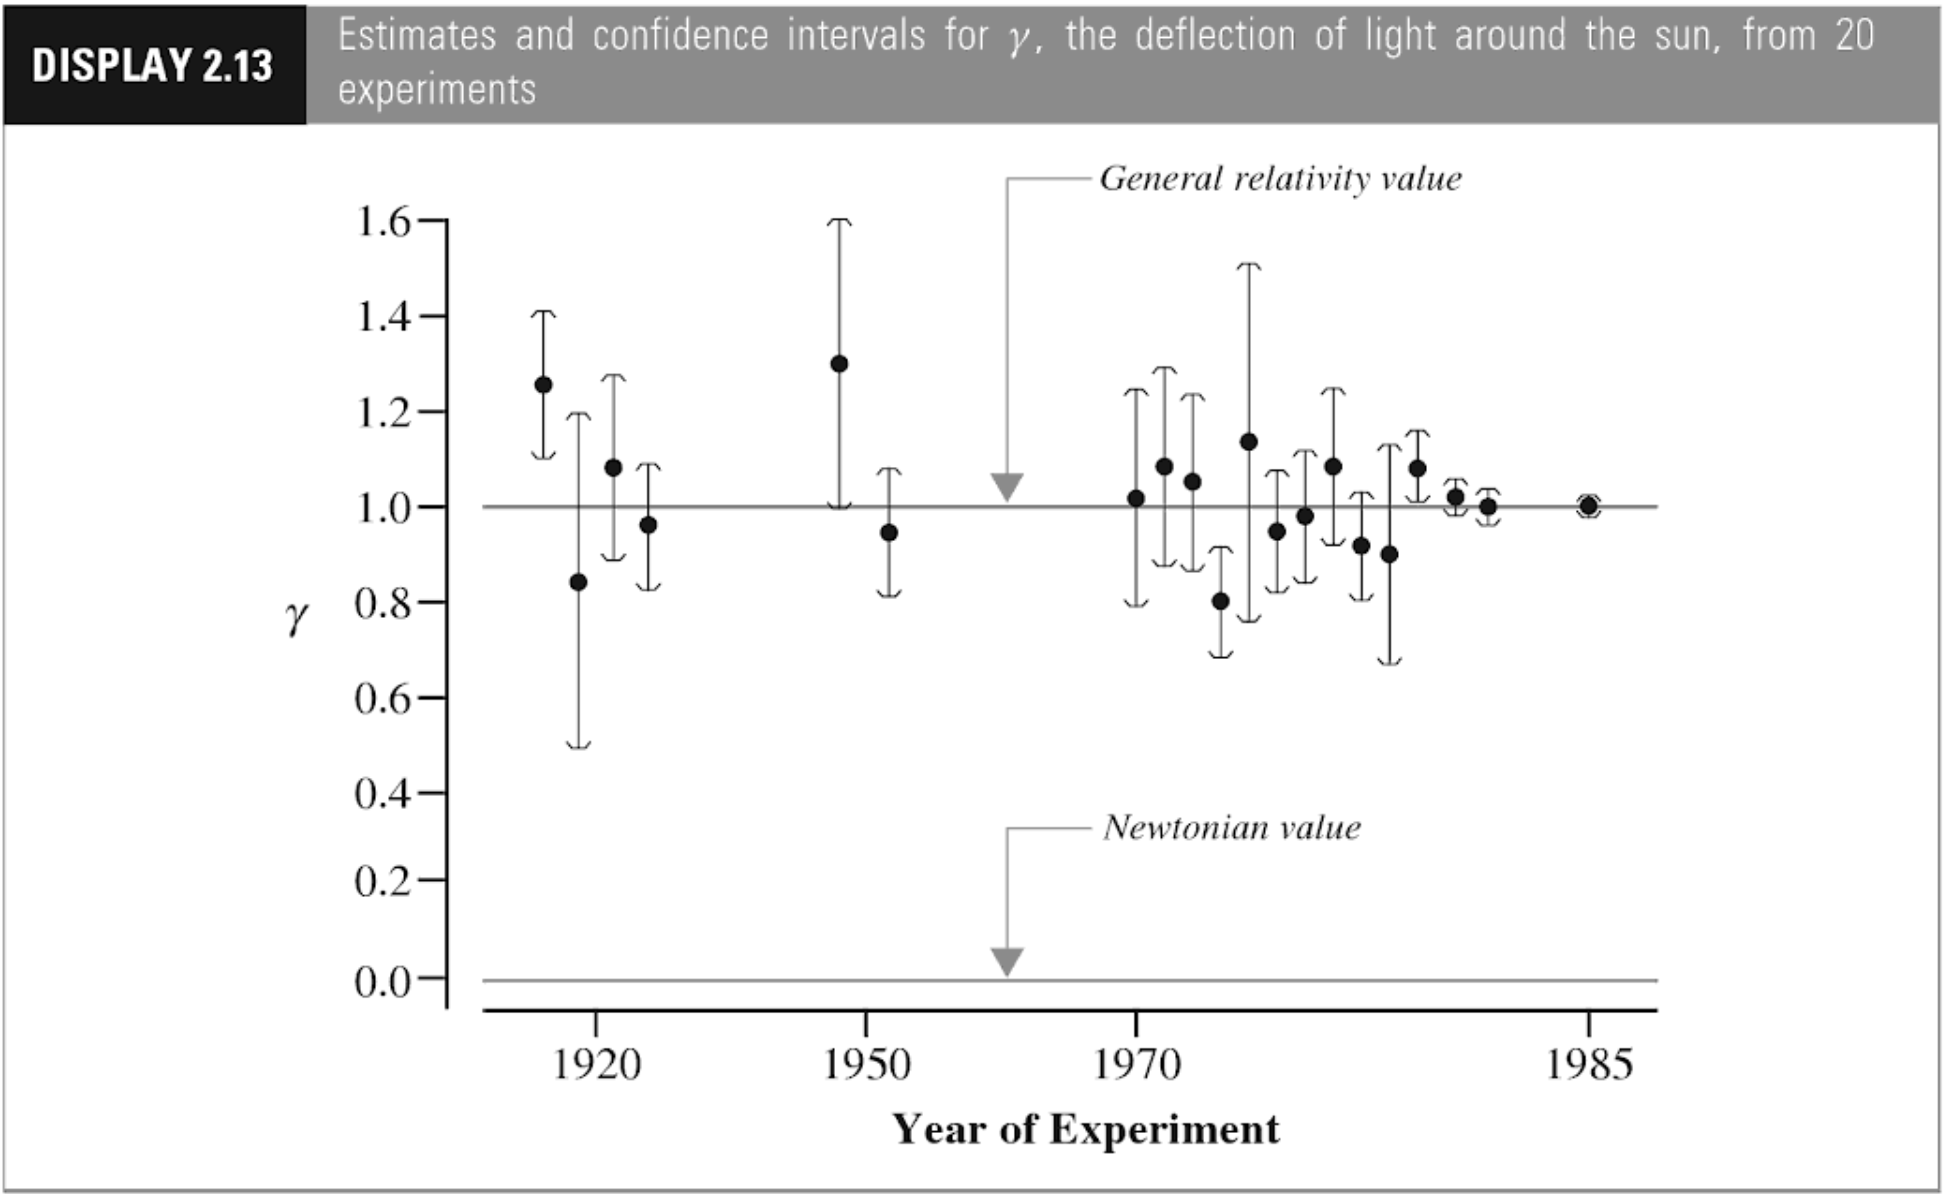 DISPLAY 2.13
Estimates and confidence intervals for γ, the deflection of light around the sun, from 20
experiments
General relativity value
1.6
1.4
1.2
1.0
0.8
γ
0.6
0.4
Newtonian value
0.2
0.0
1920 1950 1970 1985
Year of Experiment